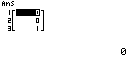 Ans
1[ 0]
2[ 0]
3[ 1]
0